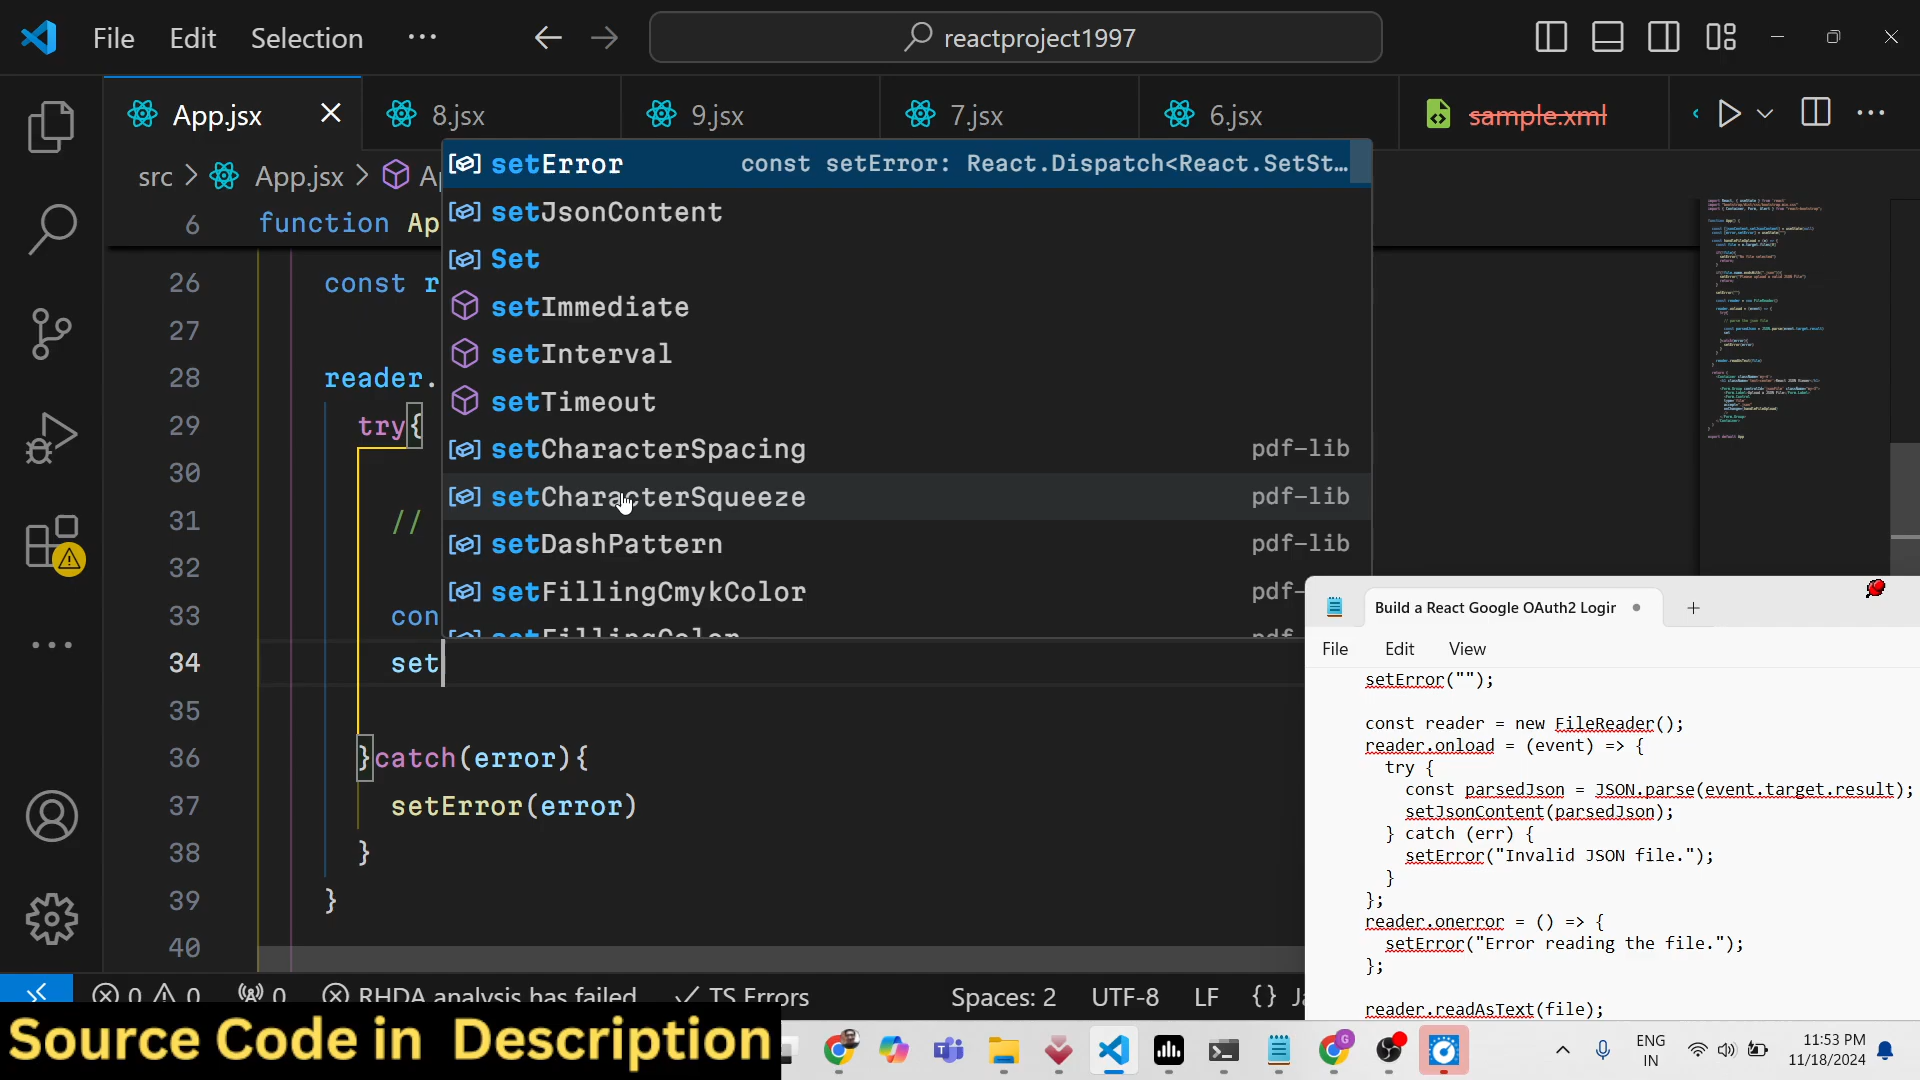 File Edit Selection ··· reactproject1997
App.jsx 8.jsx 9.jsx 7.jsx 6.jsx sample.xml
src > App.jsx >
6 function Ap
setError const setError: React.Dispatch<React.SetSt…
setJsonContent
Set
setImmediate
setInterval
setTimeout
setCharacterSpacing pdf-lib
setCharacterSqueeze pdf-lib
setDashPattern pdf-lib
setFillingCmykColor pdf-
setFillingColor
26 const r
27
28 reader.
29 try{
30
31 //
32
33 con
34 set
35
36 }catch(error){
37 setError(error)
38 }
39 }
40
Build a React Google OAuth2 Logir
File Edit View
setError("");
const reader = new FileReader();
reader.onload = (event) => {
try {
const parsedJson = JSON.parse(event.target.result);
setJsonContent(parsedJson);
} catch (err) {
setError("Invalid JSON file.");
}
};
reader.onerror = () => {
setError("Error reading the file.");
};
reader.readAsText(file);
0 0 0 RHDA analysis has failed TS Errors Spaces: 2 UTF-8 LF {}
Source Code in Description
ENG
IN
11:53 PM
11/18/2024